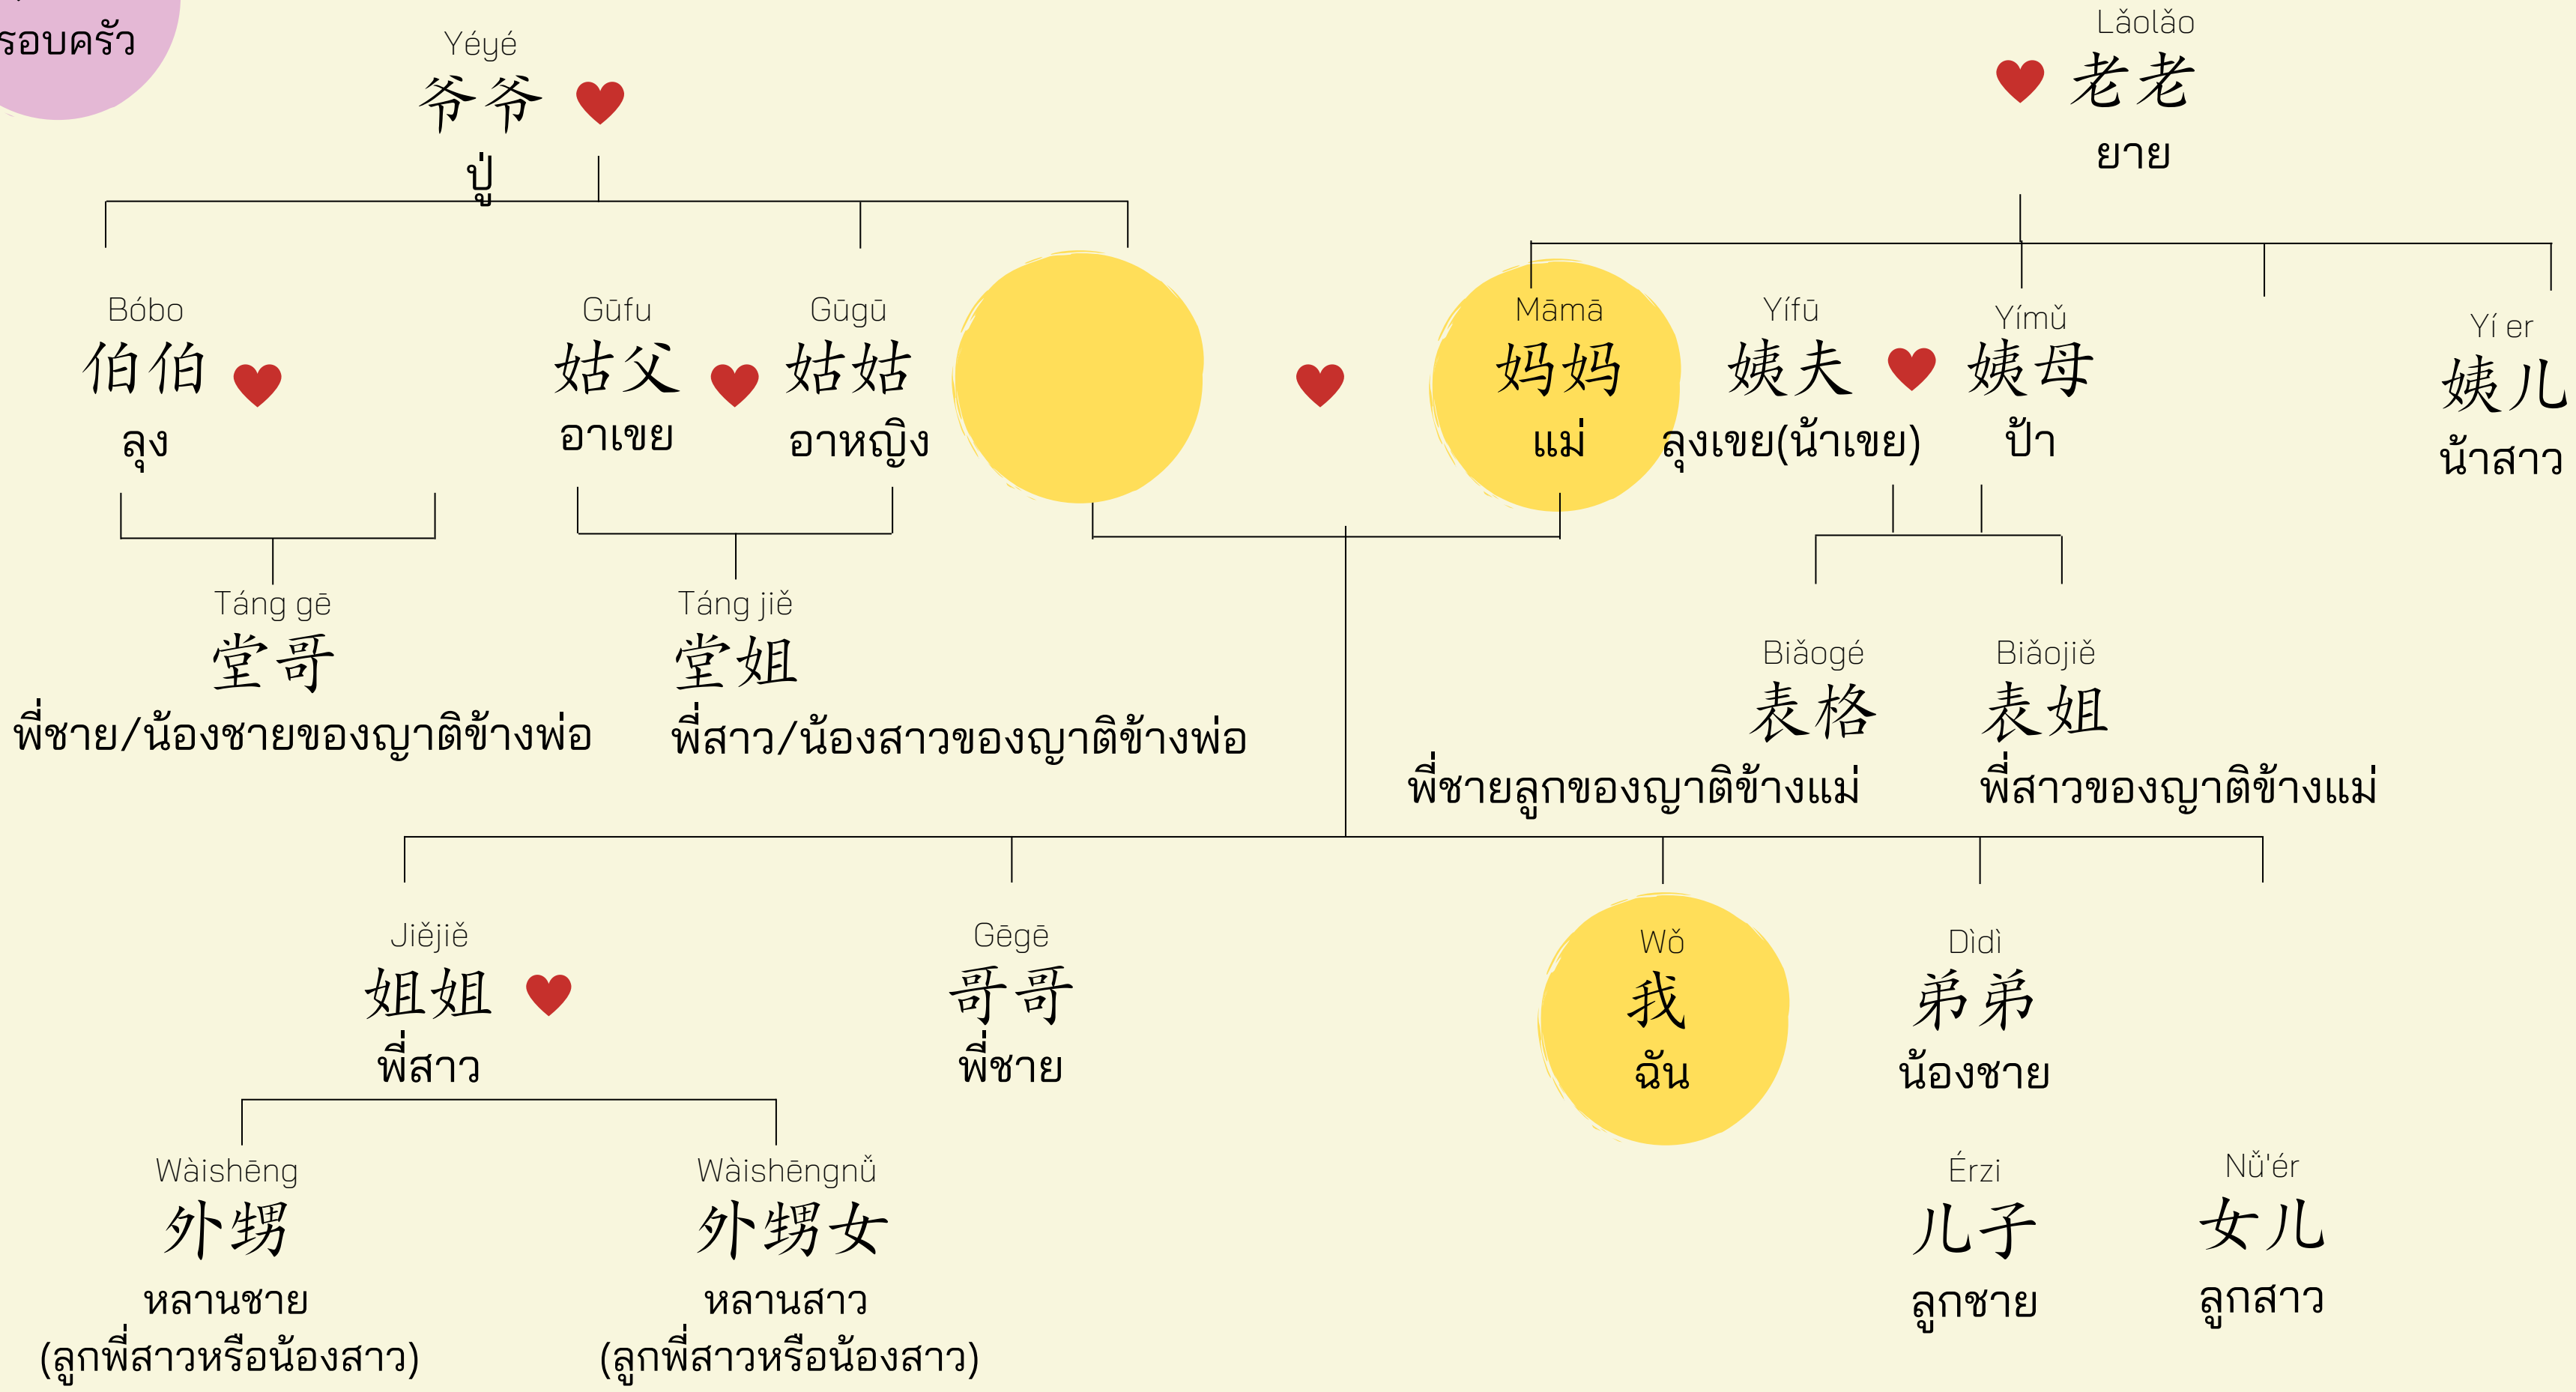 รอบครัว
Yéyé
爷爷
ปู่
Lǎolǎo
老老
ยาย
Bóbo
伯伯
ลุง
Gūfu
姑父
อาเขย
Gūgū
姑姑
อาหญิง
Māmā
妈妈
แม่
Yífū
姨夫
ลุงเขย(น้าเขย)
Yímǔ
姨母
ป้า
Yí er
姨儿
น้าสาว
Táng gē
堂哥
พี่ชาย/น้องชายของญาติข้างพ่อ
Táng jiě
堂姐
พี่สาว/น้องสาวของญาติข้างพ่อ
Biǎogé
表格
พี่ชายลูกของญาติข้างแม่
Biǎojiě
表姐
พี่สาวของญาติข้างแม่
Jiějiě
姐姐
พี่สาว
Gēgē
哥哥
พี่ชาย
Wǒ
我
ฉัน
Dìdì
弟弟
น้องชาย
Wàishēng
外甥
หลานชาย
(ลูกพี่สาวหรือน้องสาว)
Wàishēngnǚ
外甥女
หลานสาว
(ลูกพี่สาวหรือน้องสาว)
Érzi
儿子
ลูกชาย
Nǚ'ér
女儿
ลูกสาว